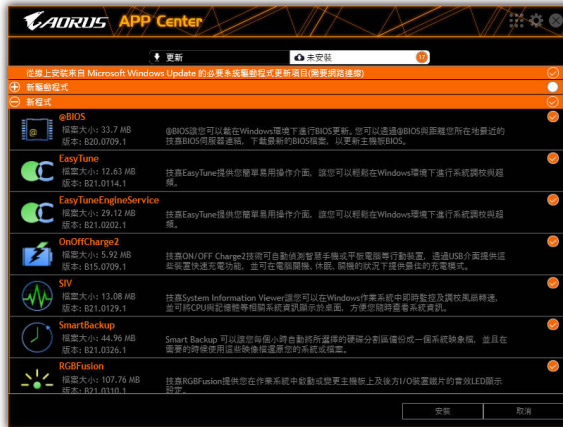 AORUS APP Center
更新
未安裝 17
從線上安裝來自 Microsoft Windows Update 的必要系統驅動程式更新項目(需要網路連線)
新驅動程式
新程式
@BIOS
檔案大小: 33.7 MB
版本: B20.0709.1
@BIOS讓您可以載在Windows環境下進行BIOS更新。您可以透過@BIOS與距離您所在地最近的
技嘉BIOS伺服器連結，下載最新的BIOS檔案，以更新主機板BIOS。
EasyTune
檔案大小: 12.63 MB
版本: B21.0114.1
技嘉EasyTune提供您簡單易用操作介面，讓您可以輕鬆在Windows環境下進行系統調校與超
頻。
EasyTuneEngineService
檔案大小: 29.12 MB
版本: B21.0202.1
技嘉EasyTune提供您簡單易用操作介面，讓您可以輕鬆在Windows環境下進行系統調校與超
頻。
OnOffCharge2
檔案大小: 5.92 MB
版本: B15.0709.1
技嘉ON/OFF Charge2技術可自動偵測智慧手機或平板電腦等行動裝置，透過USB介面提供這
些裝置快速充電功能，並可在電腦開機、休眠、關機的狀況下提供最佳的充電模式。
SIV
檔案大小: 13.08 MB
版本: B21.0129.1
技嘉System Information Viewer讓您可以在Windows作業系統中即時監控及調校風扇轉速，
並可將CPU與記憶體等相關系統資訊顯示於桌面，方便您隨時查看系統資訊。
SmartBackup
檔案大小: 44.96 MB
版本: B21.0326.1
Smart Backup 可以讓您每個小時自動將所選擇的硬碟分割區備份成一個系統映象檔，並且在
需要的時候使用這些映像檔還原您的系統或檔案。
RGBFusion
檔案大小: 107.76 MB
版本: B21.0310.1
技嘉RGBFusion提供您在作業系統中啟動或變更主機板上及後方I/O裝置鐵片的音效LED顯示
設定。
安裝
取消